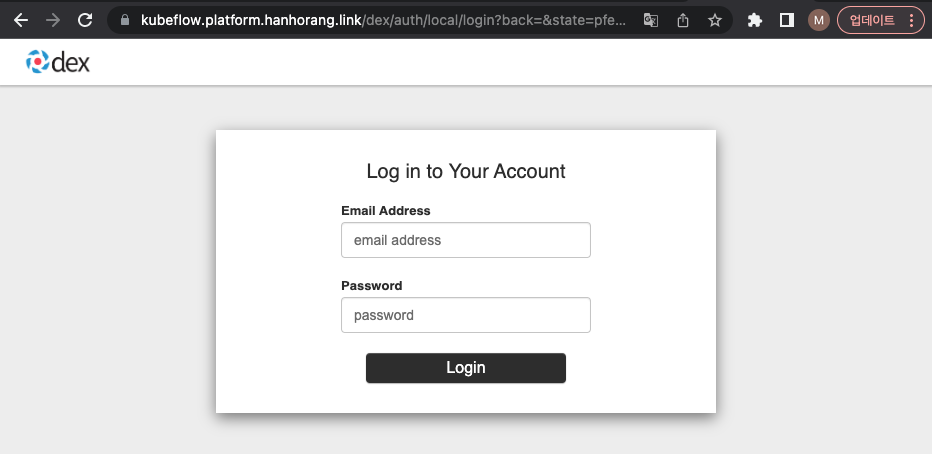 kubeflow.platform.hanhorang.link/dex/auth/local/login?back=&state=pfe...
M
업데이트
dex
Log in to Your Account
Email Address
email address
Password
password
Login